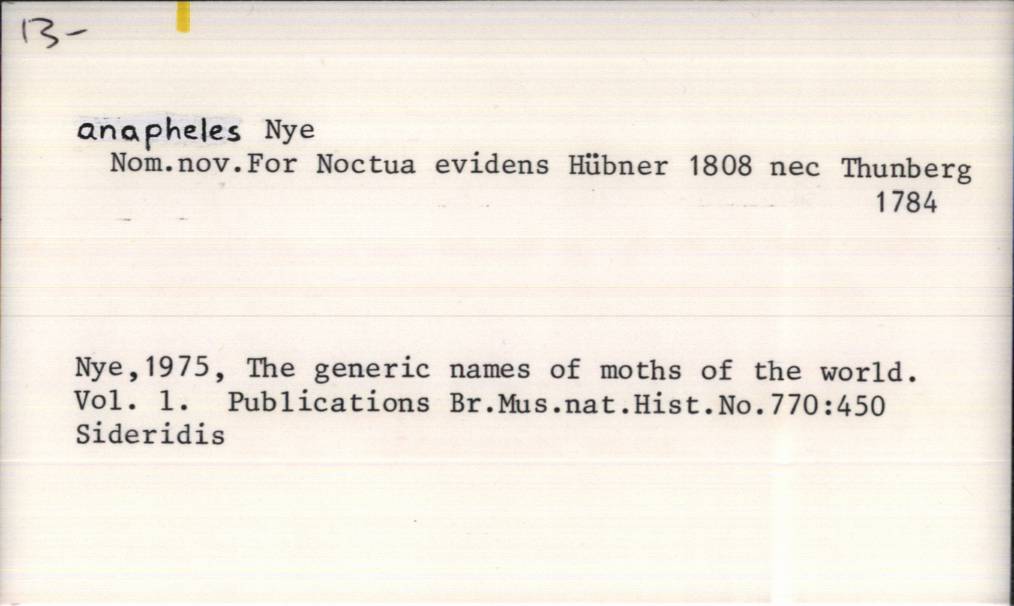 13-
anapheles Nye
Nom.nov.For Noctua evidens Hübner 1808 nec Thunberg
1784
Nye,1975, The generic names of moths of the world.
Vol. 1. Publications Br.Mus.nat.Hist.No.770:450
Sideridis